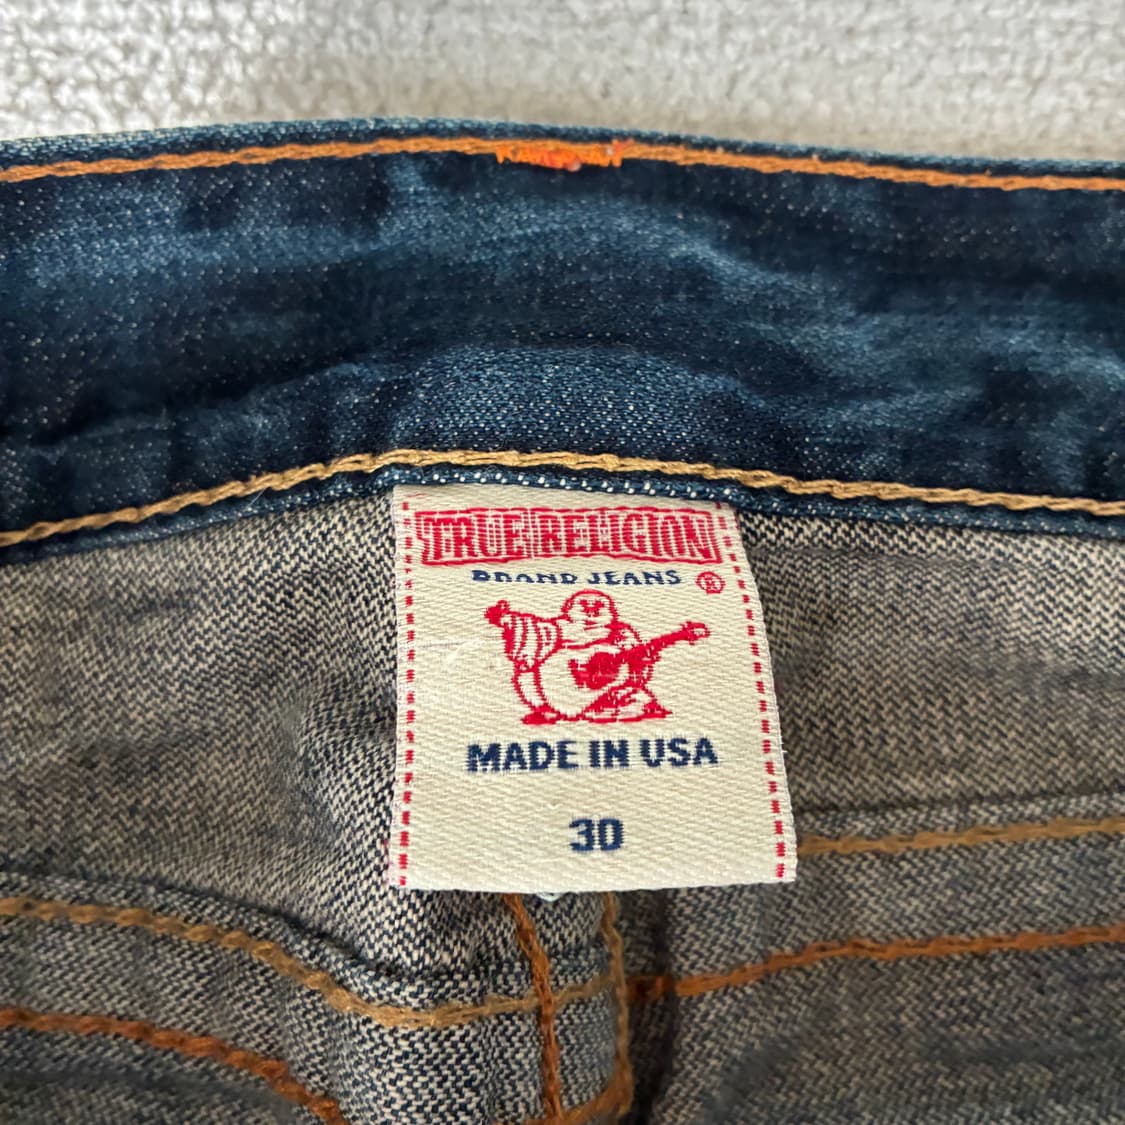 TRUE RELIGION
BRAND JEANS ®
MADE IN USA
30